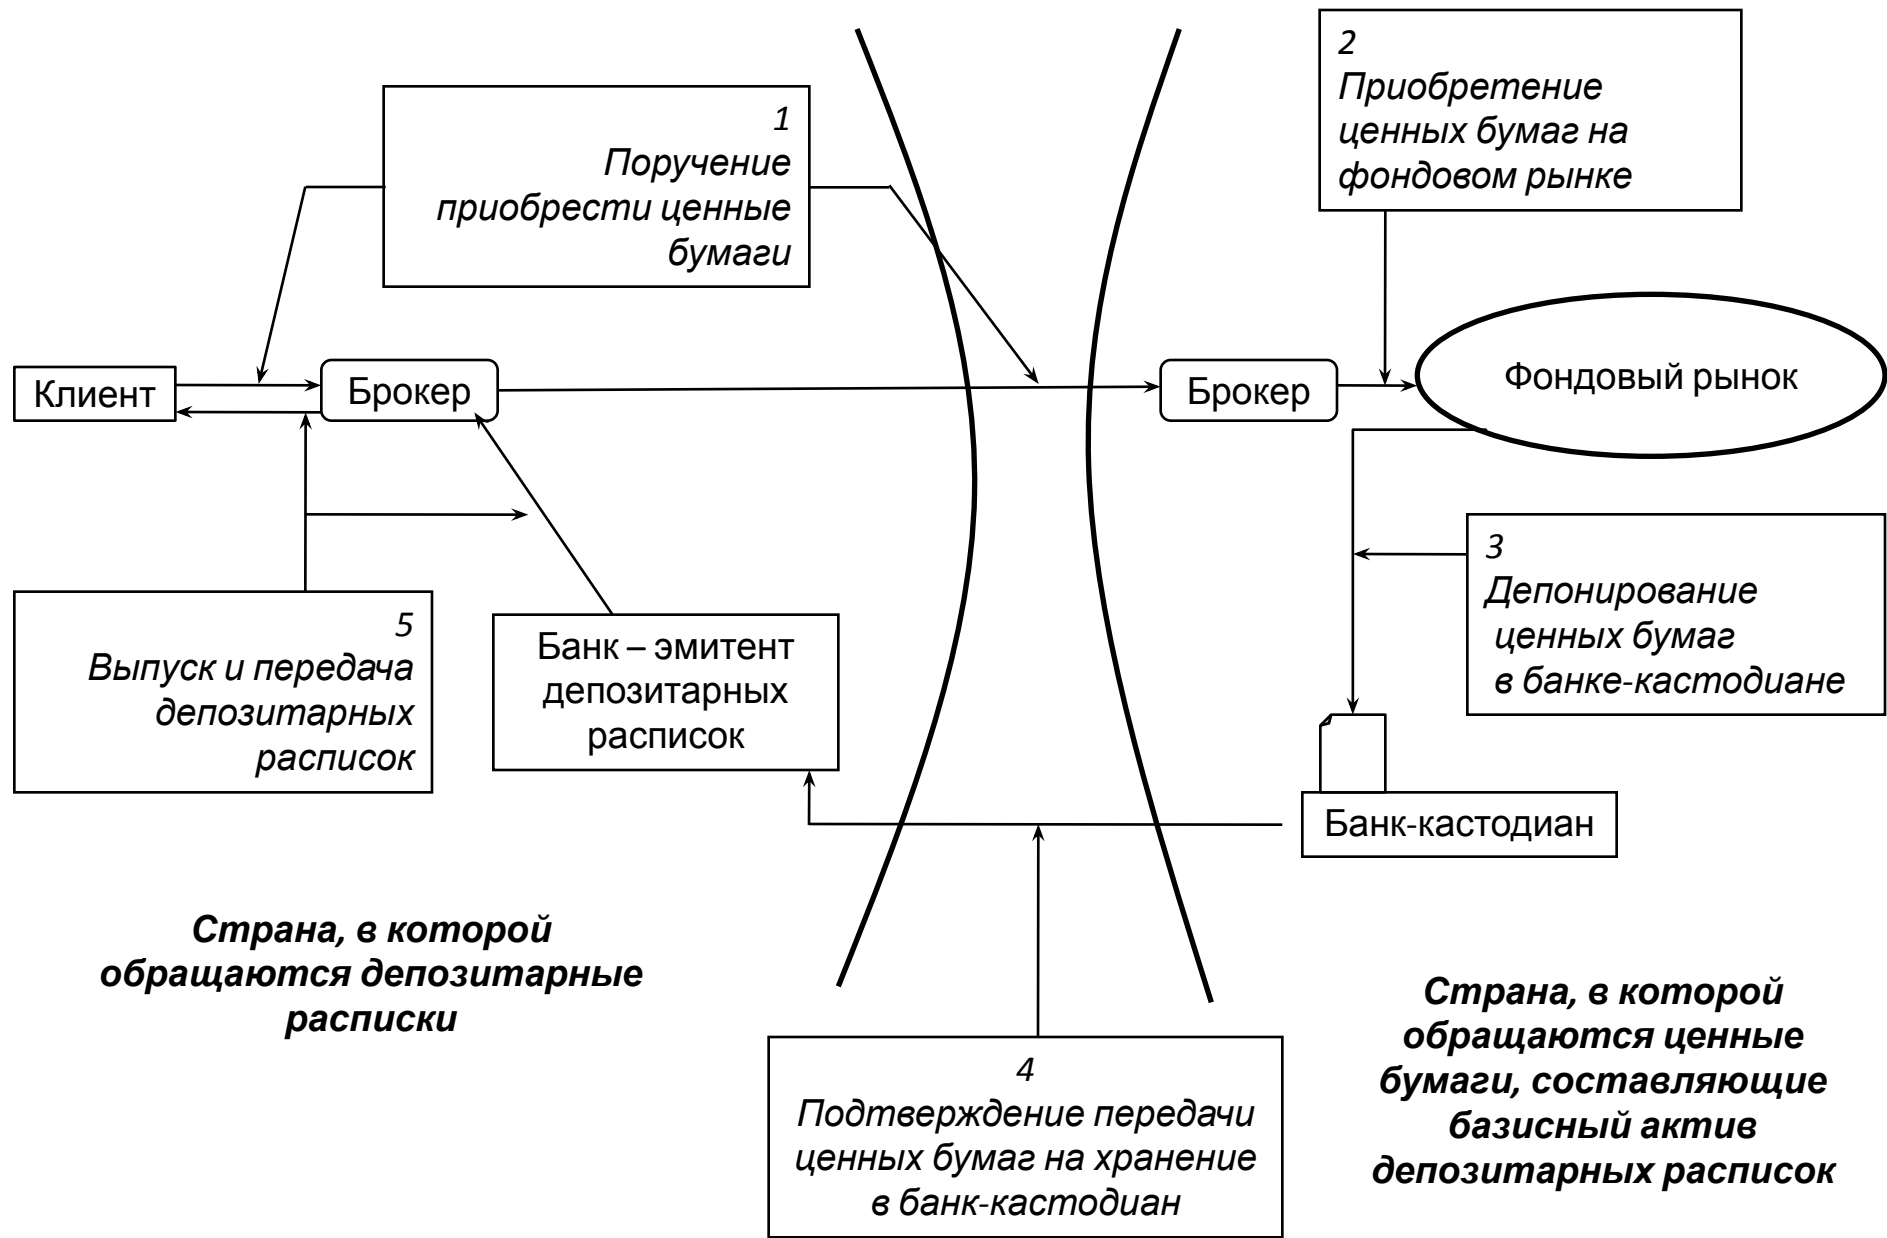 1
Поручение
приобрести ценные
бумаги
2
Приобретение
ценных бумаг на
фондовом рынке
Клиент
Брокер
Брокер
Фондовый рынок
3
Депонирование
ценных бумаг
в банке-кастодиане
5
Выпуск и передача
депозитарных
расписок
Банк – эмитент
депозитарных
расписок
Банк-кастодиан
Страна, в которой
обращаются депозитарные
расписки
4
Подтверждение передачи
ценных бумаг на хранение
в банк-кастодиан
Страна, в которой
обращаются ценные
бумаги, составляющие
базисный актив
депозитарных расписок